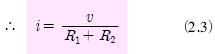 ∴ i = v / (R₁ + R₂) (2.3)